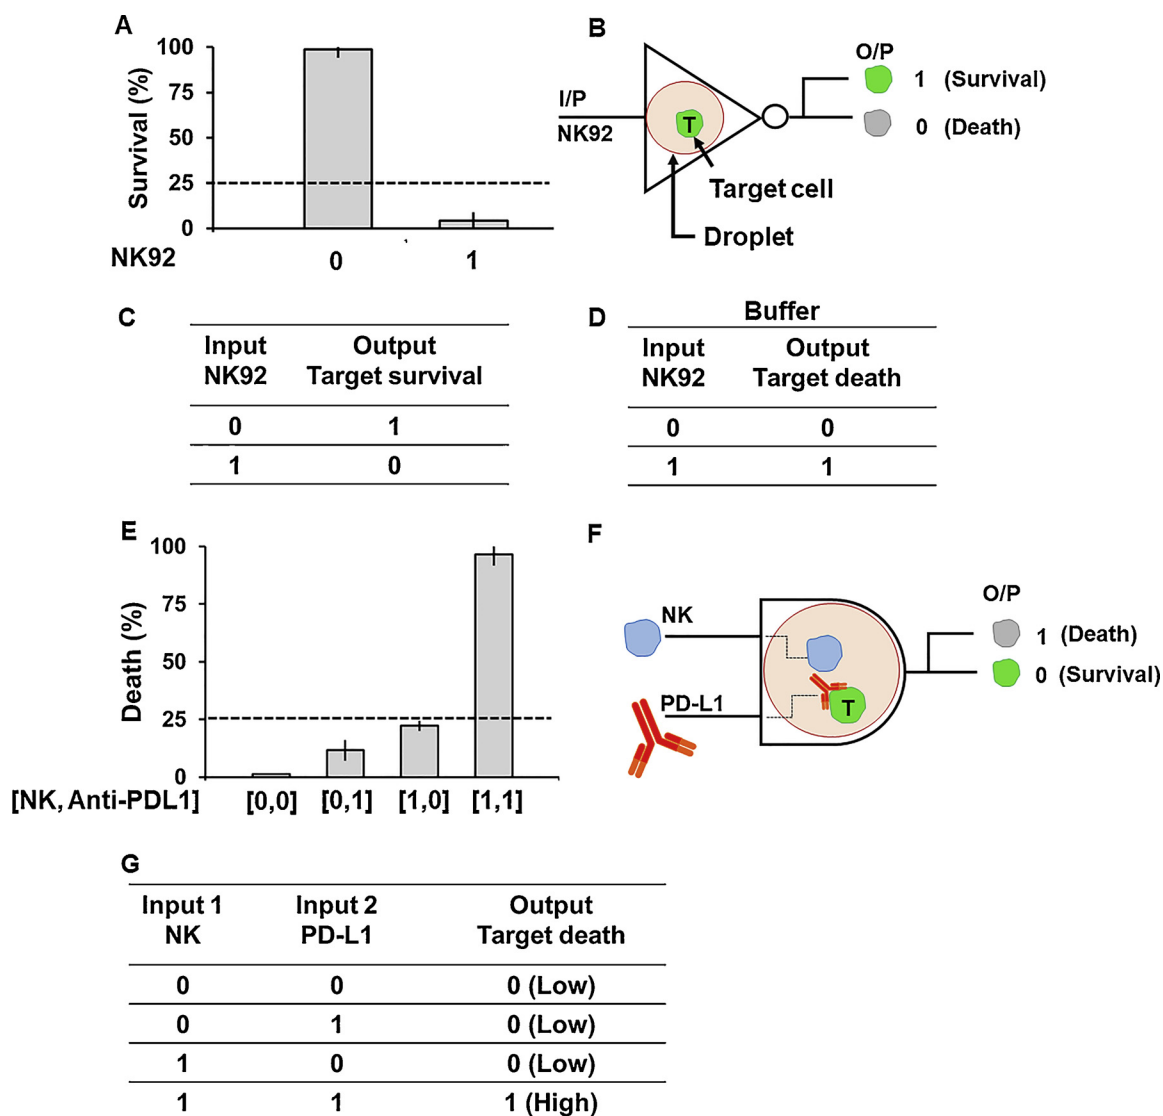 A
100
75
50
25
0
Survival (%)
NK92
0
1
B
I/P
NK92
T
O/P
1 (Survival)
0 (Death)
Target cell
Droplet
C
Input Output
NK92 Target survival
0 1
1 0
D
Buffer
Input Output
NK92 Target death
0 0
1 1
E
100
75
50
25
0
Death (%)
[NK, Anti-PDL1] [0,0] [0,1] [1,0] [1,1]
F
NK
PD-L1
T
O/P
1 (Death)
0 (Survival)
G
Input 1 Input 2 Output
NK PD-L1 Target death
0 0 0 (Low)
0 1 0 (Low)
1 0 0 (Low)
1 1 1 (High)